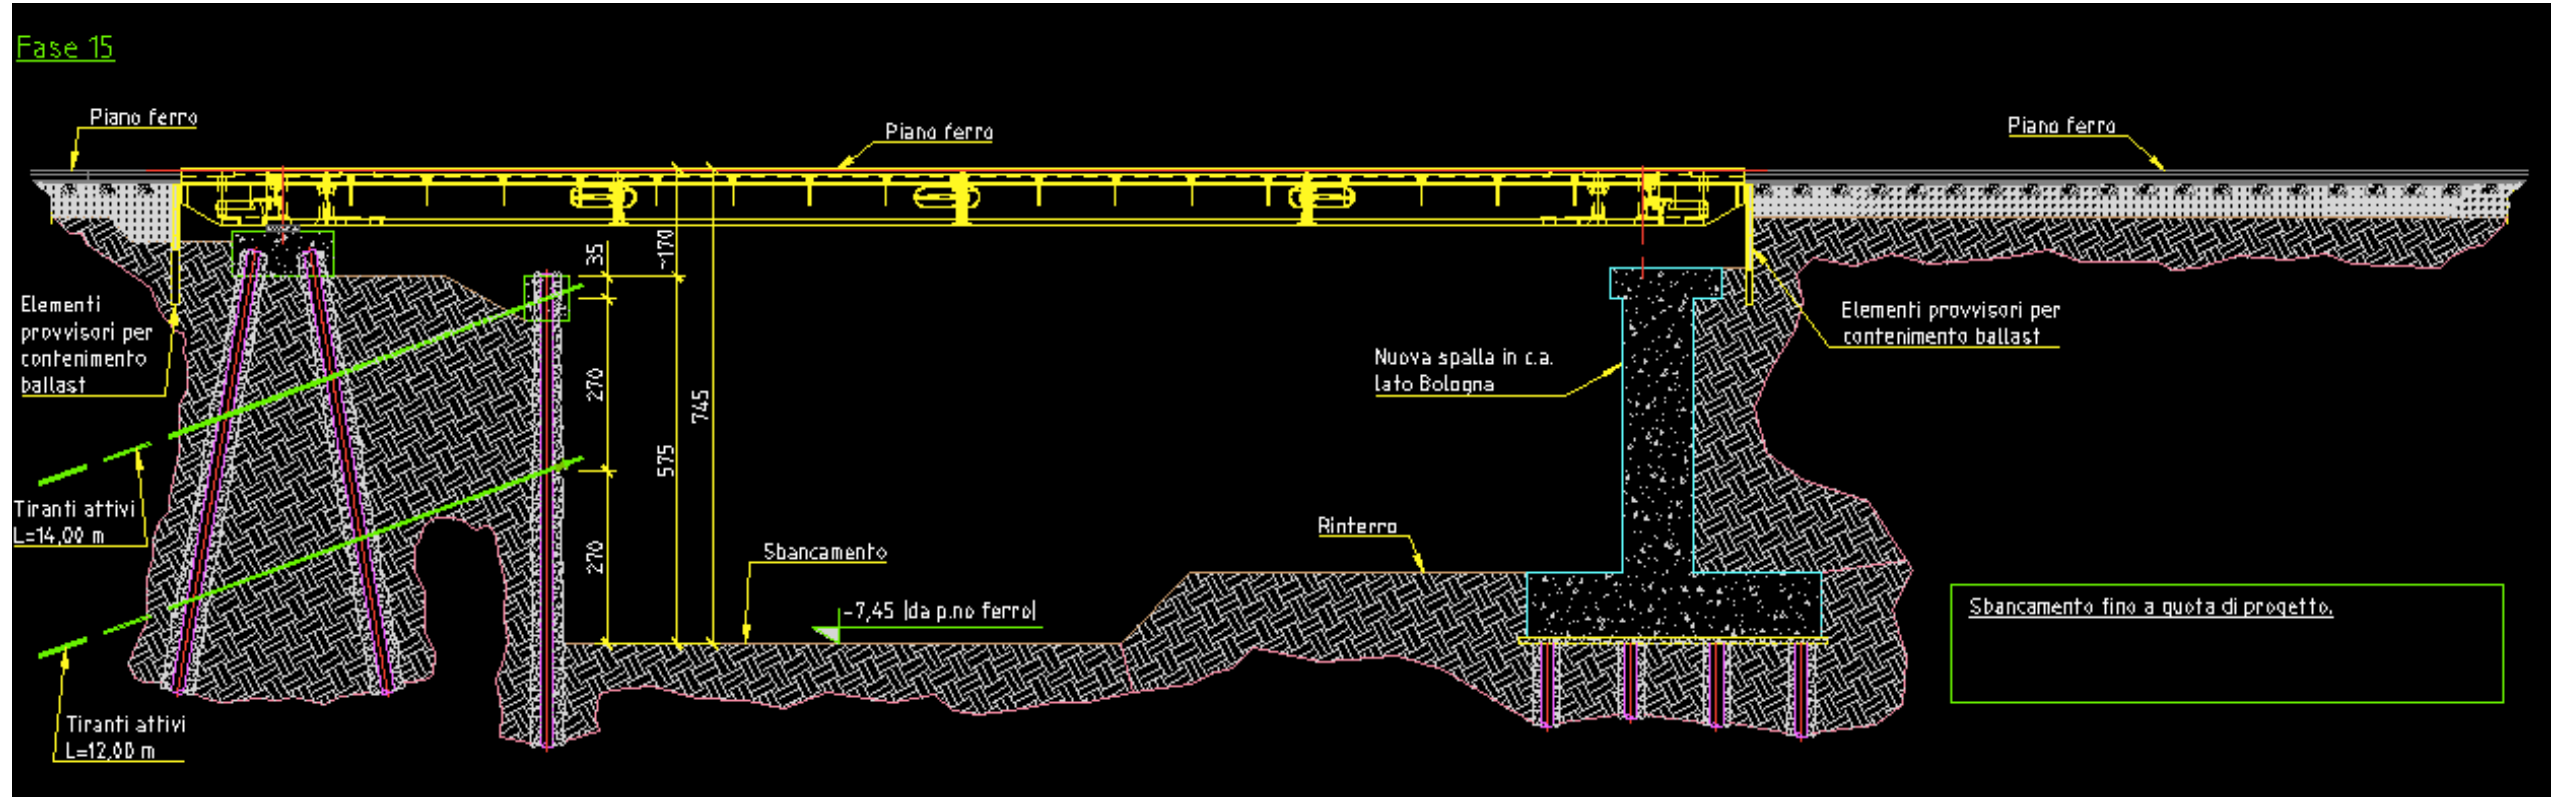 Fase 15
Piano ferro
Piano ferro
Piano ferro
Elementi
provvisori per
contenimento
ballast
Tiranti attivi
L=14,00 m
Tiranti attivi
L=12,00 m
35
~170
270
745
575
270
Sbancamento
-7,45 (da p.no ferro)
Nuova spalla in c.a.
lato Bologna
Rinterro
Elementi provvisori per
contenimento ballast
Sbancamento fino a quota di progetto.